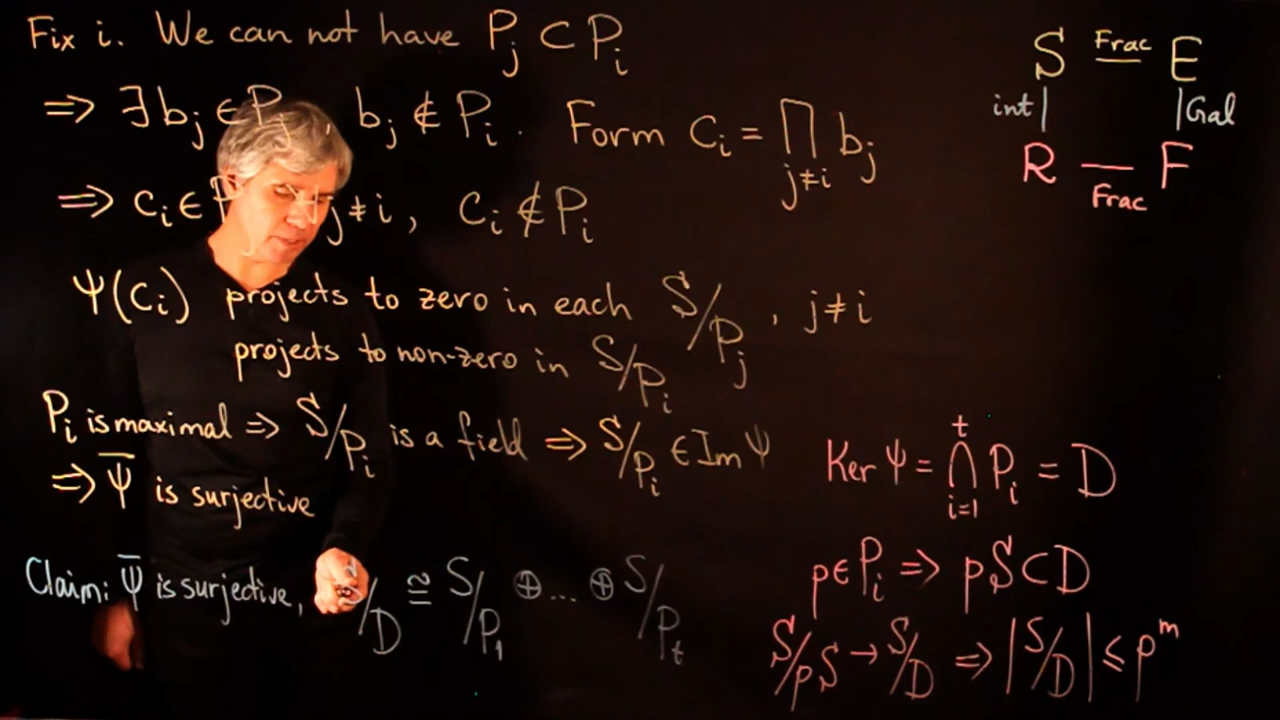 Fix i. We can not have P_j ⊂ P_i
⇒ ∃ b_j ∈ P_j, b_j ∉ P_i. Form C_i = ∏_{j≠i} b_j
⇒ C_i ∈ P_j, j≠i, C_i ∉ P_i
Ψ(C_i) projects to zero in each S/P_j, j≠i
projects to non-zero in S/P_i
P_i is maximal ⇒ S/P_i is a field ⇒ S/P_i ∈ Im Ψ
⇒ Ψ̅ is surjective
Claim: Ψ̅ is surjective, S/D ≅ S/P_1 ⊕ ... ⊕ S/P_t
S Frac E
int | | Gal
R — F
Frac
Ker Ψ = ⋂_{i=1}^{t} P_i = D
p ∈ P_i ⇒ pS ⊂ D
S/pS → S/D ⇒ |S/D| ≤ p^m